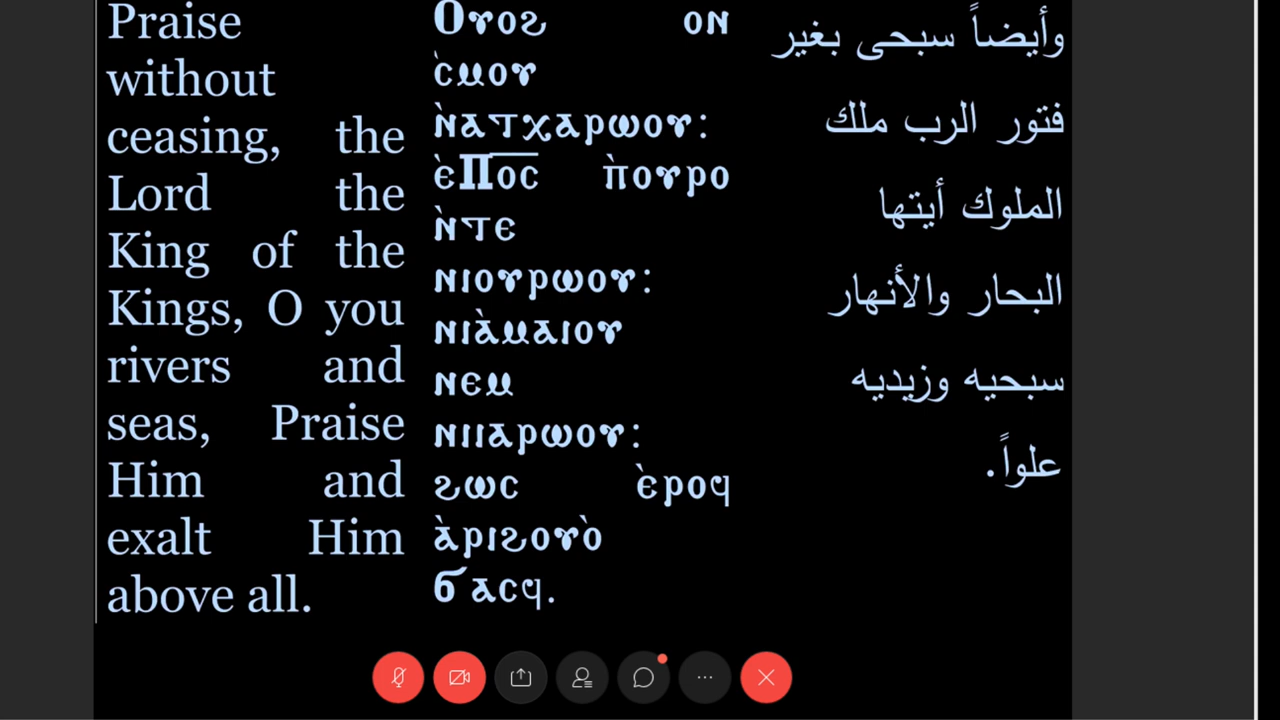 Praise
without
ceasing, the
Lord the
King of the
Kings, O you
rivers and
seas, Praise
Him and
exalt Him
above all.
Ⲟⲩⲟϩ ⲟⲛ
ⲥ̀ⲙⲟⲩ
ⲛ̀ⲁⲧⲭⲁⲣⲱⲟⲩ:
ⲉ̀Ⲡ̅ⲟ̅ⲥ̅ ⲡ̀ⲟⲩⲣⲟ
ⲛ̀ⲧⲉ
ⲛⲓⲟⲩⲣⲱⲟⲩ:
ⲛⲓⲁ̀ⲙⲁⲓⲟⲩ
ⲛⲉⲙ
ⲛⲓⲓⲁⲣⲱⲟⲩ:
ϩⲱⲥ ⲉ̀ⲣⲟϥ
ⲁ̀ⲣⲓϩⲟⲩⲟ̀
ϭⲁⲥϥ.
وأيضاً سبحى بغير
فتور الرب ملك
الملوك أيتها
البحار والأنهار
سبحيه وزيديه
علواً.